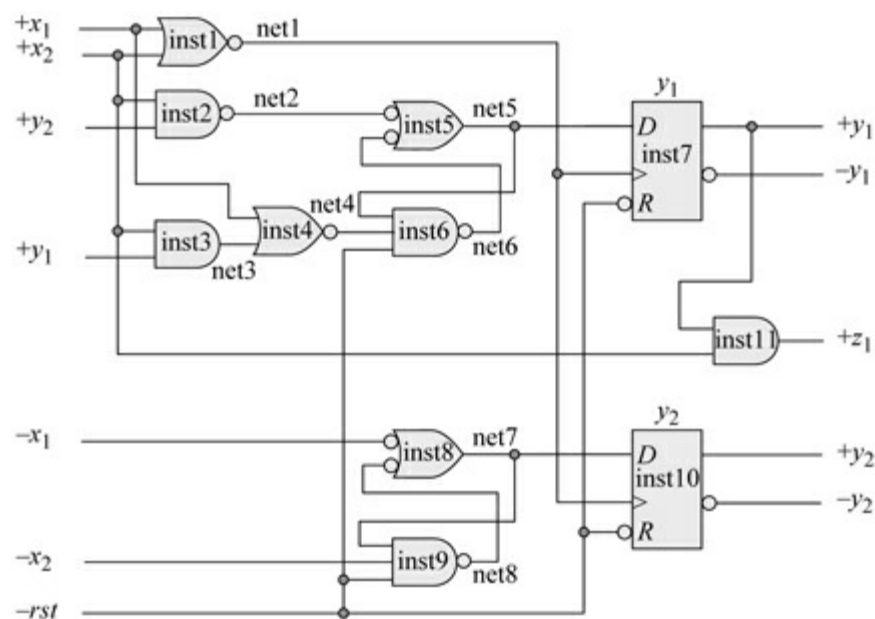 +x₁
+x₂
inst1
net1
inst2
net2
+y₂
inst5
net5
y₁
D
inst7
R
+y₁
–y₁
inst3
net3
+y₁
inst4
net4
inst6
net6
inst11
+z₁
y₂
–x₁
inst8
net7
D
inst10
R
+y₂
–y₂
–x₂
inst9
net8
–rst